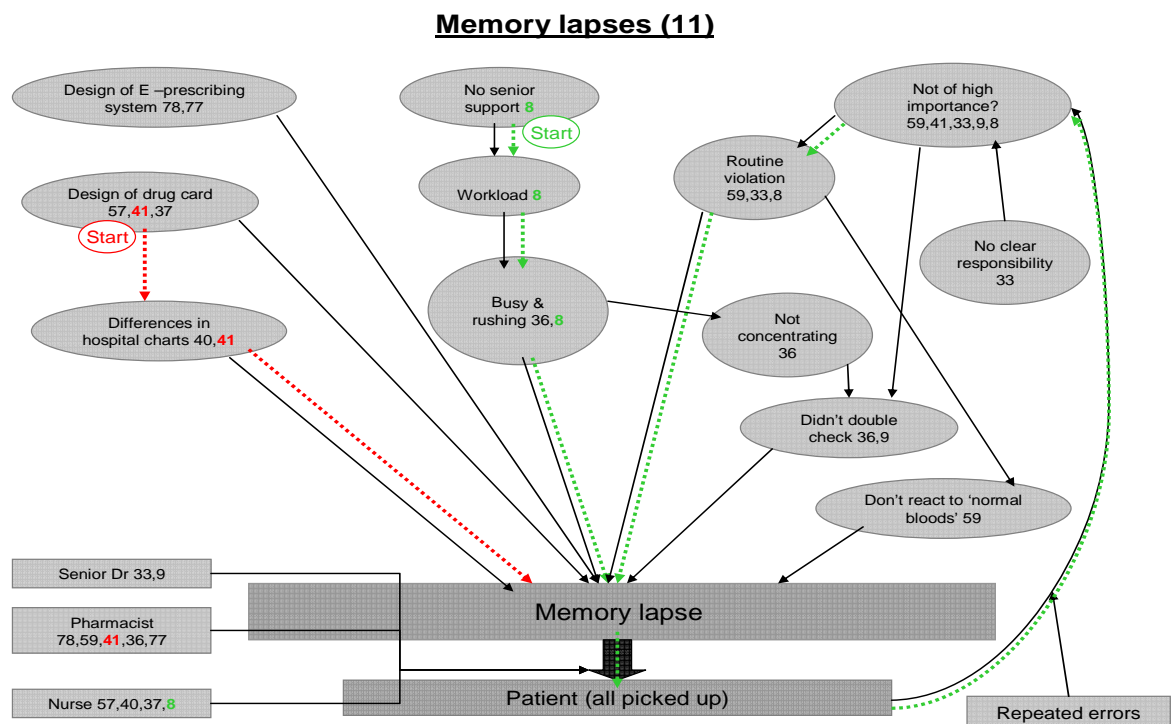 Memory lapses (11)
Design of E –prescribing
system 78,77
No senior
support 8
Start
Not of high
importance?
59,41,33,9,8
Routine
violation
59,33,8
Workload 8
Design of drug card
57,41,37
Start
No clear
responsibility
33
Busy &
rushing 36,8
Differences in
hospital charts 40,41
Not
concentrating
36
Didn't double
check 36,9
Don't react to 'normal
bloods' 59
Senior Dr 33,9
Memory lapse
Pharmacist
78,59,41,36,77
Nurse 57,40,37,8
Patient (all picked up)
Repeated errors